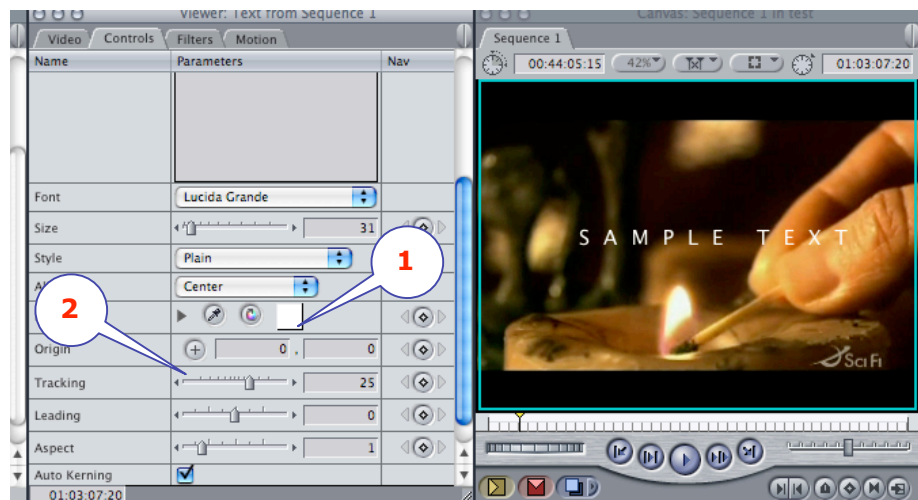 Viewer: Text from Sequence 1
Video Controls Filters Motion
Name Parameters Nav
Font Lucida Grande
Size 31
Style Plain
1
Center
2
Origin 0 , 0
Tracking 25
Leading 0
Aspect 1
Auto Kerning
01:03:07:20
Canvas: Sequence 1 in test
Sequence 1
00:44:05:15 42% 01:03:07:20
SAMPLE TEXT
SCI FI